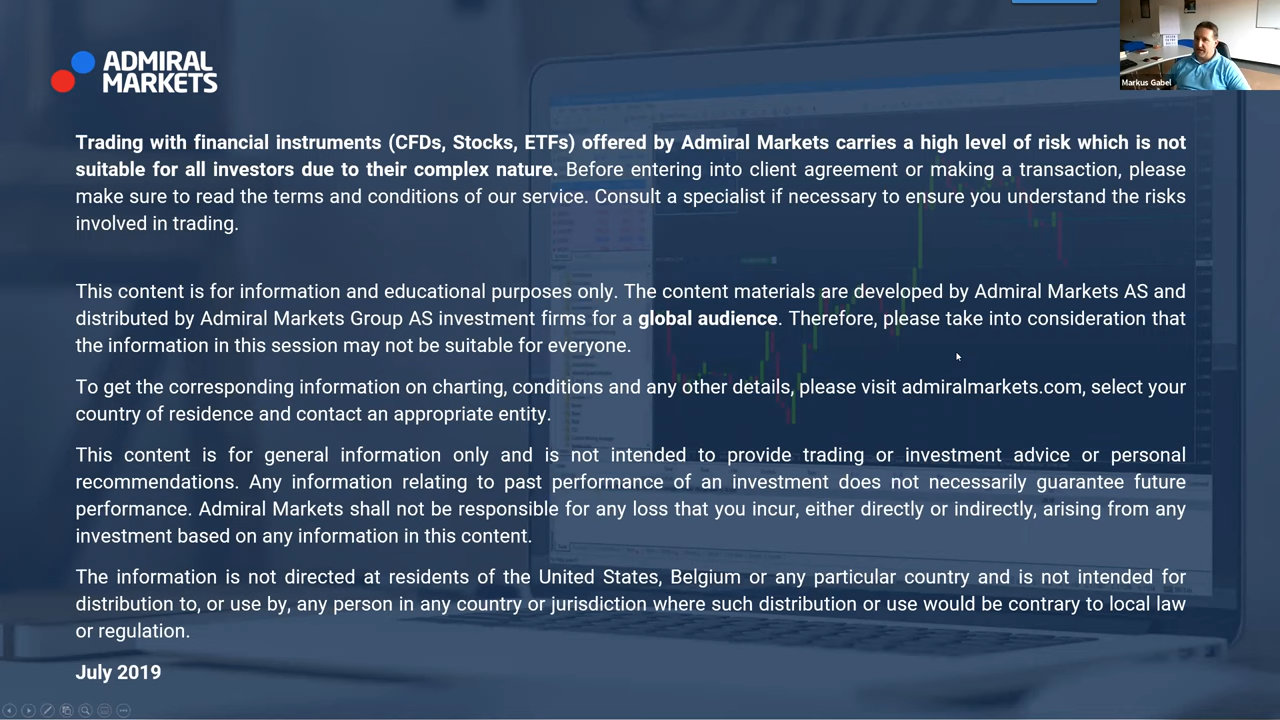 ADMIRAL
MARKETS
Markus Gabel
Trading with financial instruments (CFDs, Stocks, ETFs) offered by Admiral Markets carries a high level of risk which is not
suitable for all investors due to their complex nature. Before entering into client agreement or making a transaction, please
make sure to read the terms and conditions of our service. Consult a specialist if necessary to ensure you understand the risks
involved in trading.
This content is for information and educational purposes only. The content materials are developed by Admiral Markets AS and
distributed by Admiral Markets Group AS investment firms for a global audience. Therefore, please take into consideration that
the information in this session may not be suitable for everyone.
To get the corresponding information on charting, conditions and any other details, please visit admiralmarkets.com, select your
country of residence and contact an appropriate entity.
This content is for general information only and is not intended to provide trading or investment advice or personal
recommendations. Any information relating to past performance of an investment does not necessarily guarantee future
performance. Admiral Markets shall not be responsible for any loss that you incur, either directly or indirectly, arising from any
investment based on any information in this content.
The information is not directed at residents of the United States, Belgium or any particular country and is not intended for
distribution to, or use by, any person in any country or jurisdiction where such distribution or use would be contrary to local law
or regulation.
July 2019